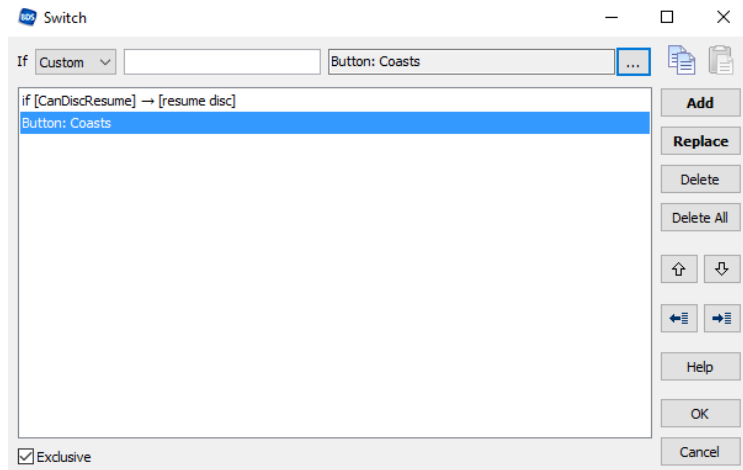 BDS Switch
If Custom Button: Coasts ...
if [CanDiscResume] → [resume disc]
Button: Coasts
Add
Replace
Delete
Delete All
Help
OK
Cancel
Exclusive